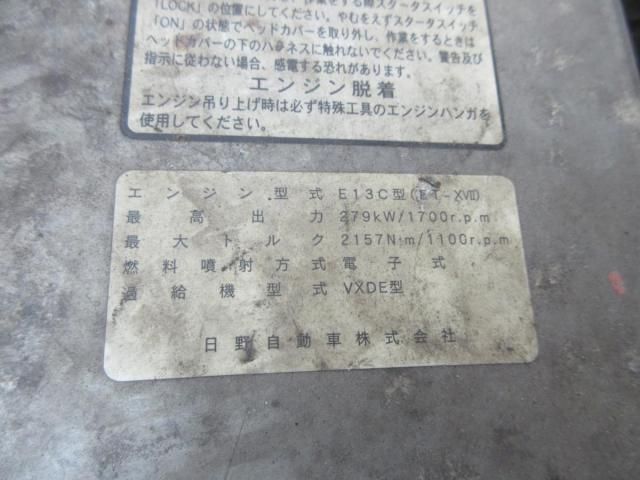 「LOCK」の位置にしてください。やむをえずスタータスイッチ
「ON」の状態でヘッドカバーを取り外し、作業をするときは
ヘッドカバーの下のハーネスに触れないでください。警告及び
指示に従わない場合、感電する恐れがあります。
エンジン脱着
エンジン吊り上げ時は必ず特殊工具のエンジンハンガを
使用してください。
エンジン型式 E13C型(ET-XVII)
最高出力 279kW/1700r.p.m
最大トルク 2157N·m/1100r.p.m
燃料噴射方式 電子式
過給機型式 VXDE型
日野自動車株式会社